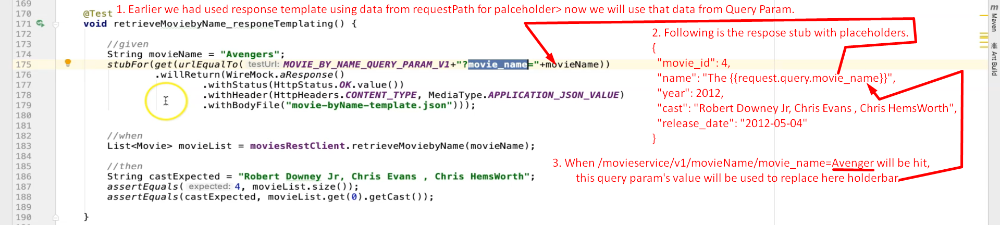 169
170 @Test 1. Earlier we had used response template using data from requestPath for palceholder> now we will use that data from Query Param.
171 void retrieveMoviebyName_responeTemplating() {
172
173 //given
174 String movieName = "Avengers";
175 stubFor(get(urlEqualTo( testUrl: MOVIE_BY_NAME_QUERY_PARAM_V1+"?movie_name="+movieName))
176 .willReturn(WireMock.aResponse()
177 .withStatus(HttpStatus.OK.value())
178 .withHeader(HttpHeaders.CONTENT_TYPE, MediaType.APPLICATION_JSON_VALUE)
179 .withBodyFile("movie-byName-template.json")));
180
181
182 //when
183 List<Movie> movieList = moviesRestClient.retrieveMoviebyName(movieName);
184
185 //then
186 String castExpected = "Robert Downey Jr, Chris Evans , Chris HemsWorth";
187 assertEquals( expected: 4, movieList.size());
188 assertEquals(castExpected, movieList.get(0).getCast());
189
190 }
2. Following is the respose stub with placeholders.
{
"movie_id": 4,
"name": "The {{request.query.movie_name}}",
"year": 2012,
"cast": "Robert Downey Jr, Chris Evans , Chris HemsWorth",
"release_date": "2012-05-04"
}
3. When /movieservice/v1/movieName/movie_name=Avenger will be hit,
this query param's value will be used to replace here holderbar
m Maven
Ant Build